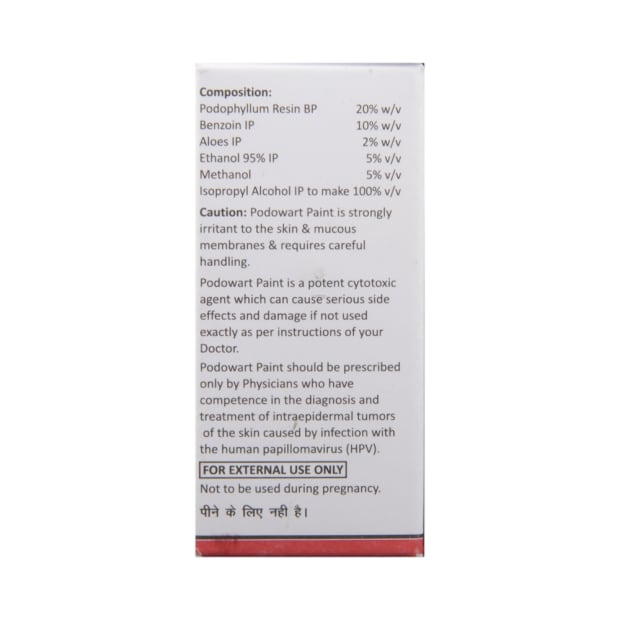 Composition:
Podophyllum Resin BP 20% w/v
Benzoin IP 10% w/v
Aloes IP 2% w/v
Ethanol 95% IP 5% v/v
Methanol 5% v/v
Isopropyl Alcohol IP to make 100% v/v
Caution: Podowart Paint is strongly
irritant to the skin & mucous
membranes & requires careful
handling.
Podowart Paint is a potent cytotoxic
agent which can cause serious side
effects and damage if not used
exactly as per instructions of your
Doctor.
Podowart Paint should be prescribed
only by Physicians who have
competence in the diagnosis and
treatment of intraepidermal tumors
of the skin caused by infection with
the human papillomavirus (HPV).
FOR EXTERNAL USE ONLY
Not to be used during pregnancy.
पीने के लिए नही है।